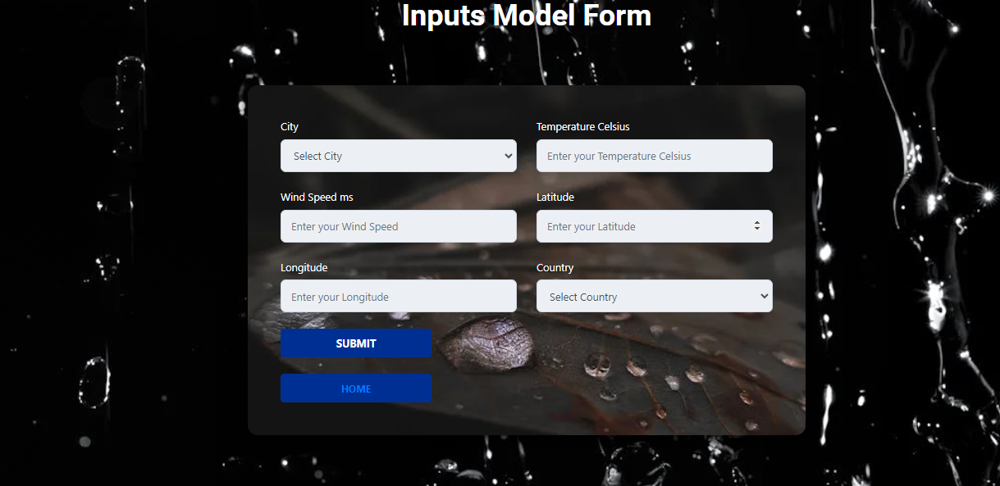 Inputs Model Form
City
Temperature Celsius
Select City
Enter your Temperature Celsius
Wind Speed ms
Latitude
Enter your Wind Speed
Enter your Latitude
Longitude
Country
Enter your Longitude
Select Country
SUBMIT
HOME